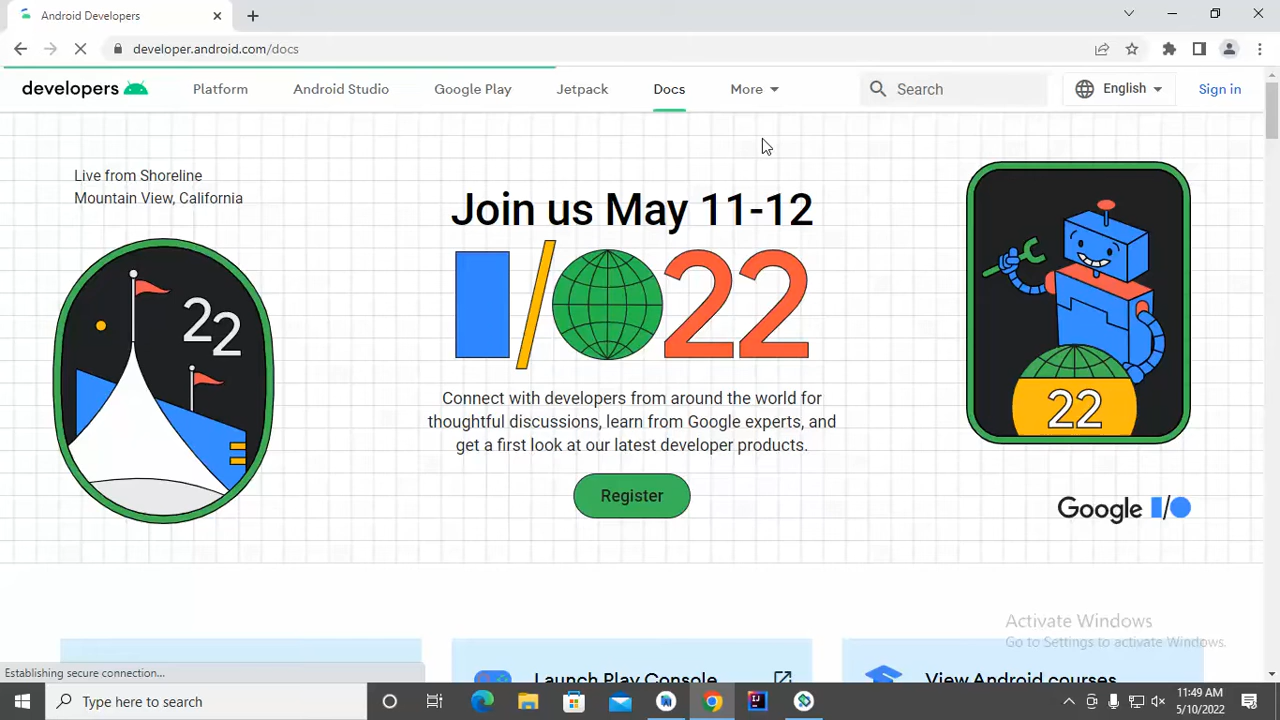 Android Developers
developer.android.com/docs
developers
Platform
Android Studio
Google Play
Jetpack
Docs
More
Search
English
Sign in
Live from Shoreline
Mountain View, California
22
Join us May 11-12
I/O22
Connect with developers from around the world for
thoughtful discussions, learn from Google experts, and
get a first look at our latest developer products.
Register
22
Google I/O
Activate Windows
Go to Settings to activate Windows.
Launch Play Console
View Android courses
Establishing secure connection...
Type here to search
11:49 AM
5/10/2022